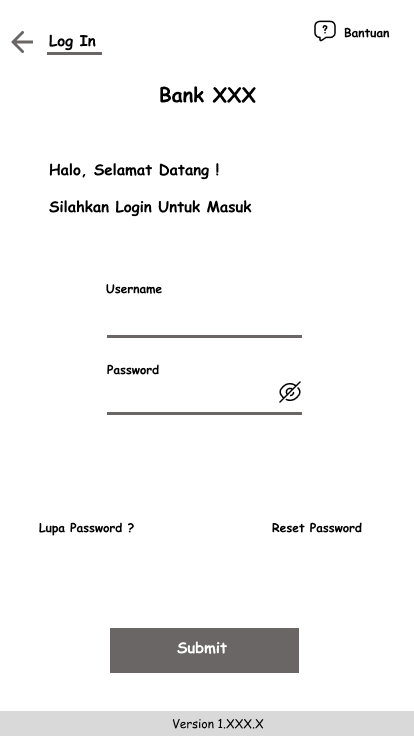 Log In
Bantuan
Bank XXX
Halo, Selamat Datang !
Silahkan Login Untuk Masuk
Username
Password
Lupa Password ?
Reset Password
Submit
Version 1.XXX.X